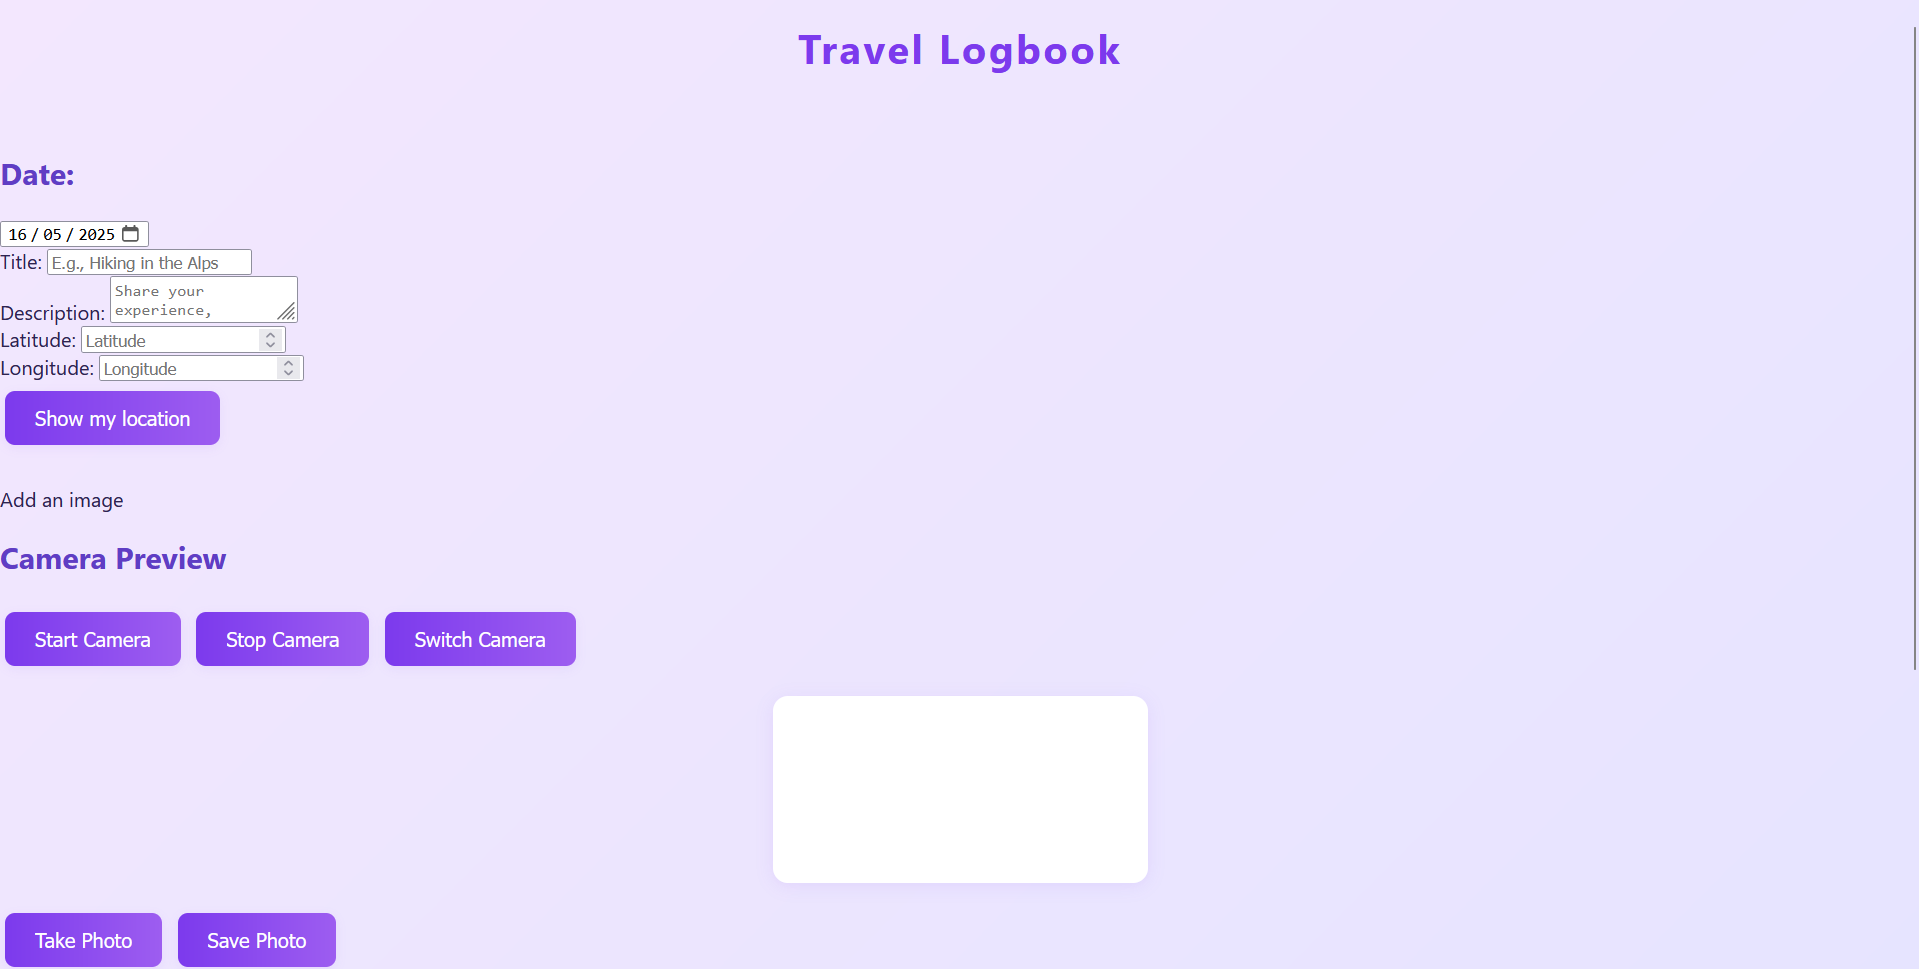 Travel Logbook
Date:
16 / 05 / 2025
Title: E.g., Hiking in the Alps
Share your
Description: experience,
Latitude: Latitude
Longitude: Longitude
Show my location
Add an image
Camera Preview
Start Camera Stop Camera Switch Camera
Take Photo Save Photo